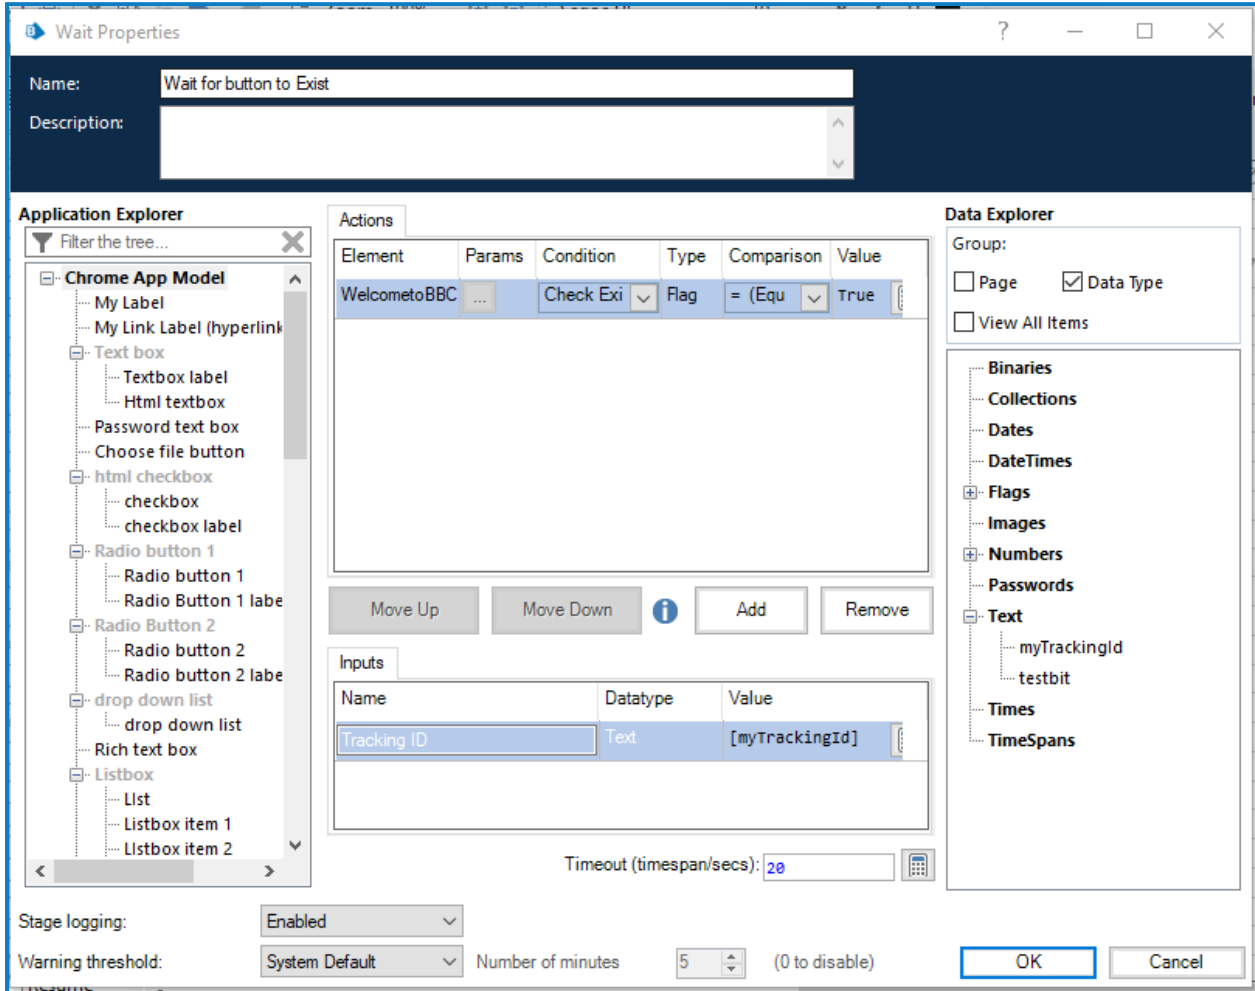 Wait Properties
Name:
Wait for button to Exist
Description:
Application Explorer
Filter the tree...
Chrome App Model
My Label
My Link Label (hyperlink
Text box
Textbox label
Html textbox
Password text box
Choose file button
html checkbox
checkbox
checkbox label
Radio button 1
Radio button 1
Radio Button 1 labe
Radio Button 2
Radio button 2
Radio button 2 labe
drop down list
drop down list
Rich text box
Listbox
LIst
Listbox item 1
LIstbox item 2
Actions
Element Params Condition Type Comparison Value
WelcometoBBC ... Check Exi Flag = (Equ True
Move Up Move Down Add Remove
Inputs
Name Datatype Value
Tracking ID Text [myTrackingId]
Timeout (timespan/secs): 20
Data Explorer
Group:
Page Data Type
View All Items
Binaries
Collections
Dates
DateTimes
Flags
Images
Numbers
Passwords
Text
myTrackingId
testbit
Times
TimeSpans
Stage logging: Enabled
Warning threshold: System Default Number of minutes 5 (0 to disable)
OK Cancel